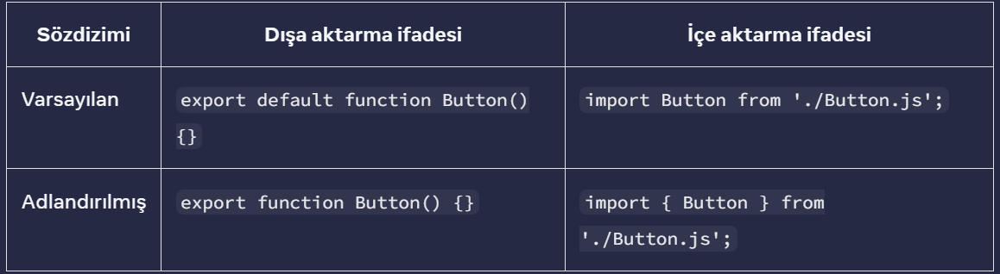 Sözdizimi
Dışa aktarma ifadesi
İçe aktarma ifadesi
Varsayılan
export default function Button()
{}
import Button from './Button.js';
Adlandırılmış
export function Button() {}
import { Button } from
'./Button.js';